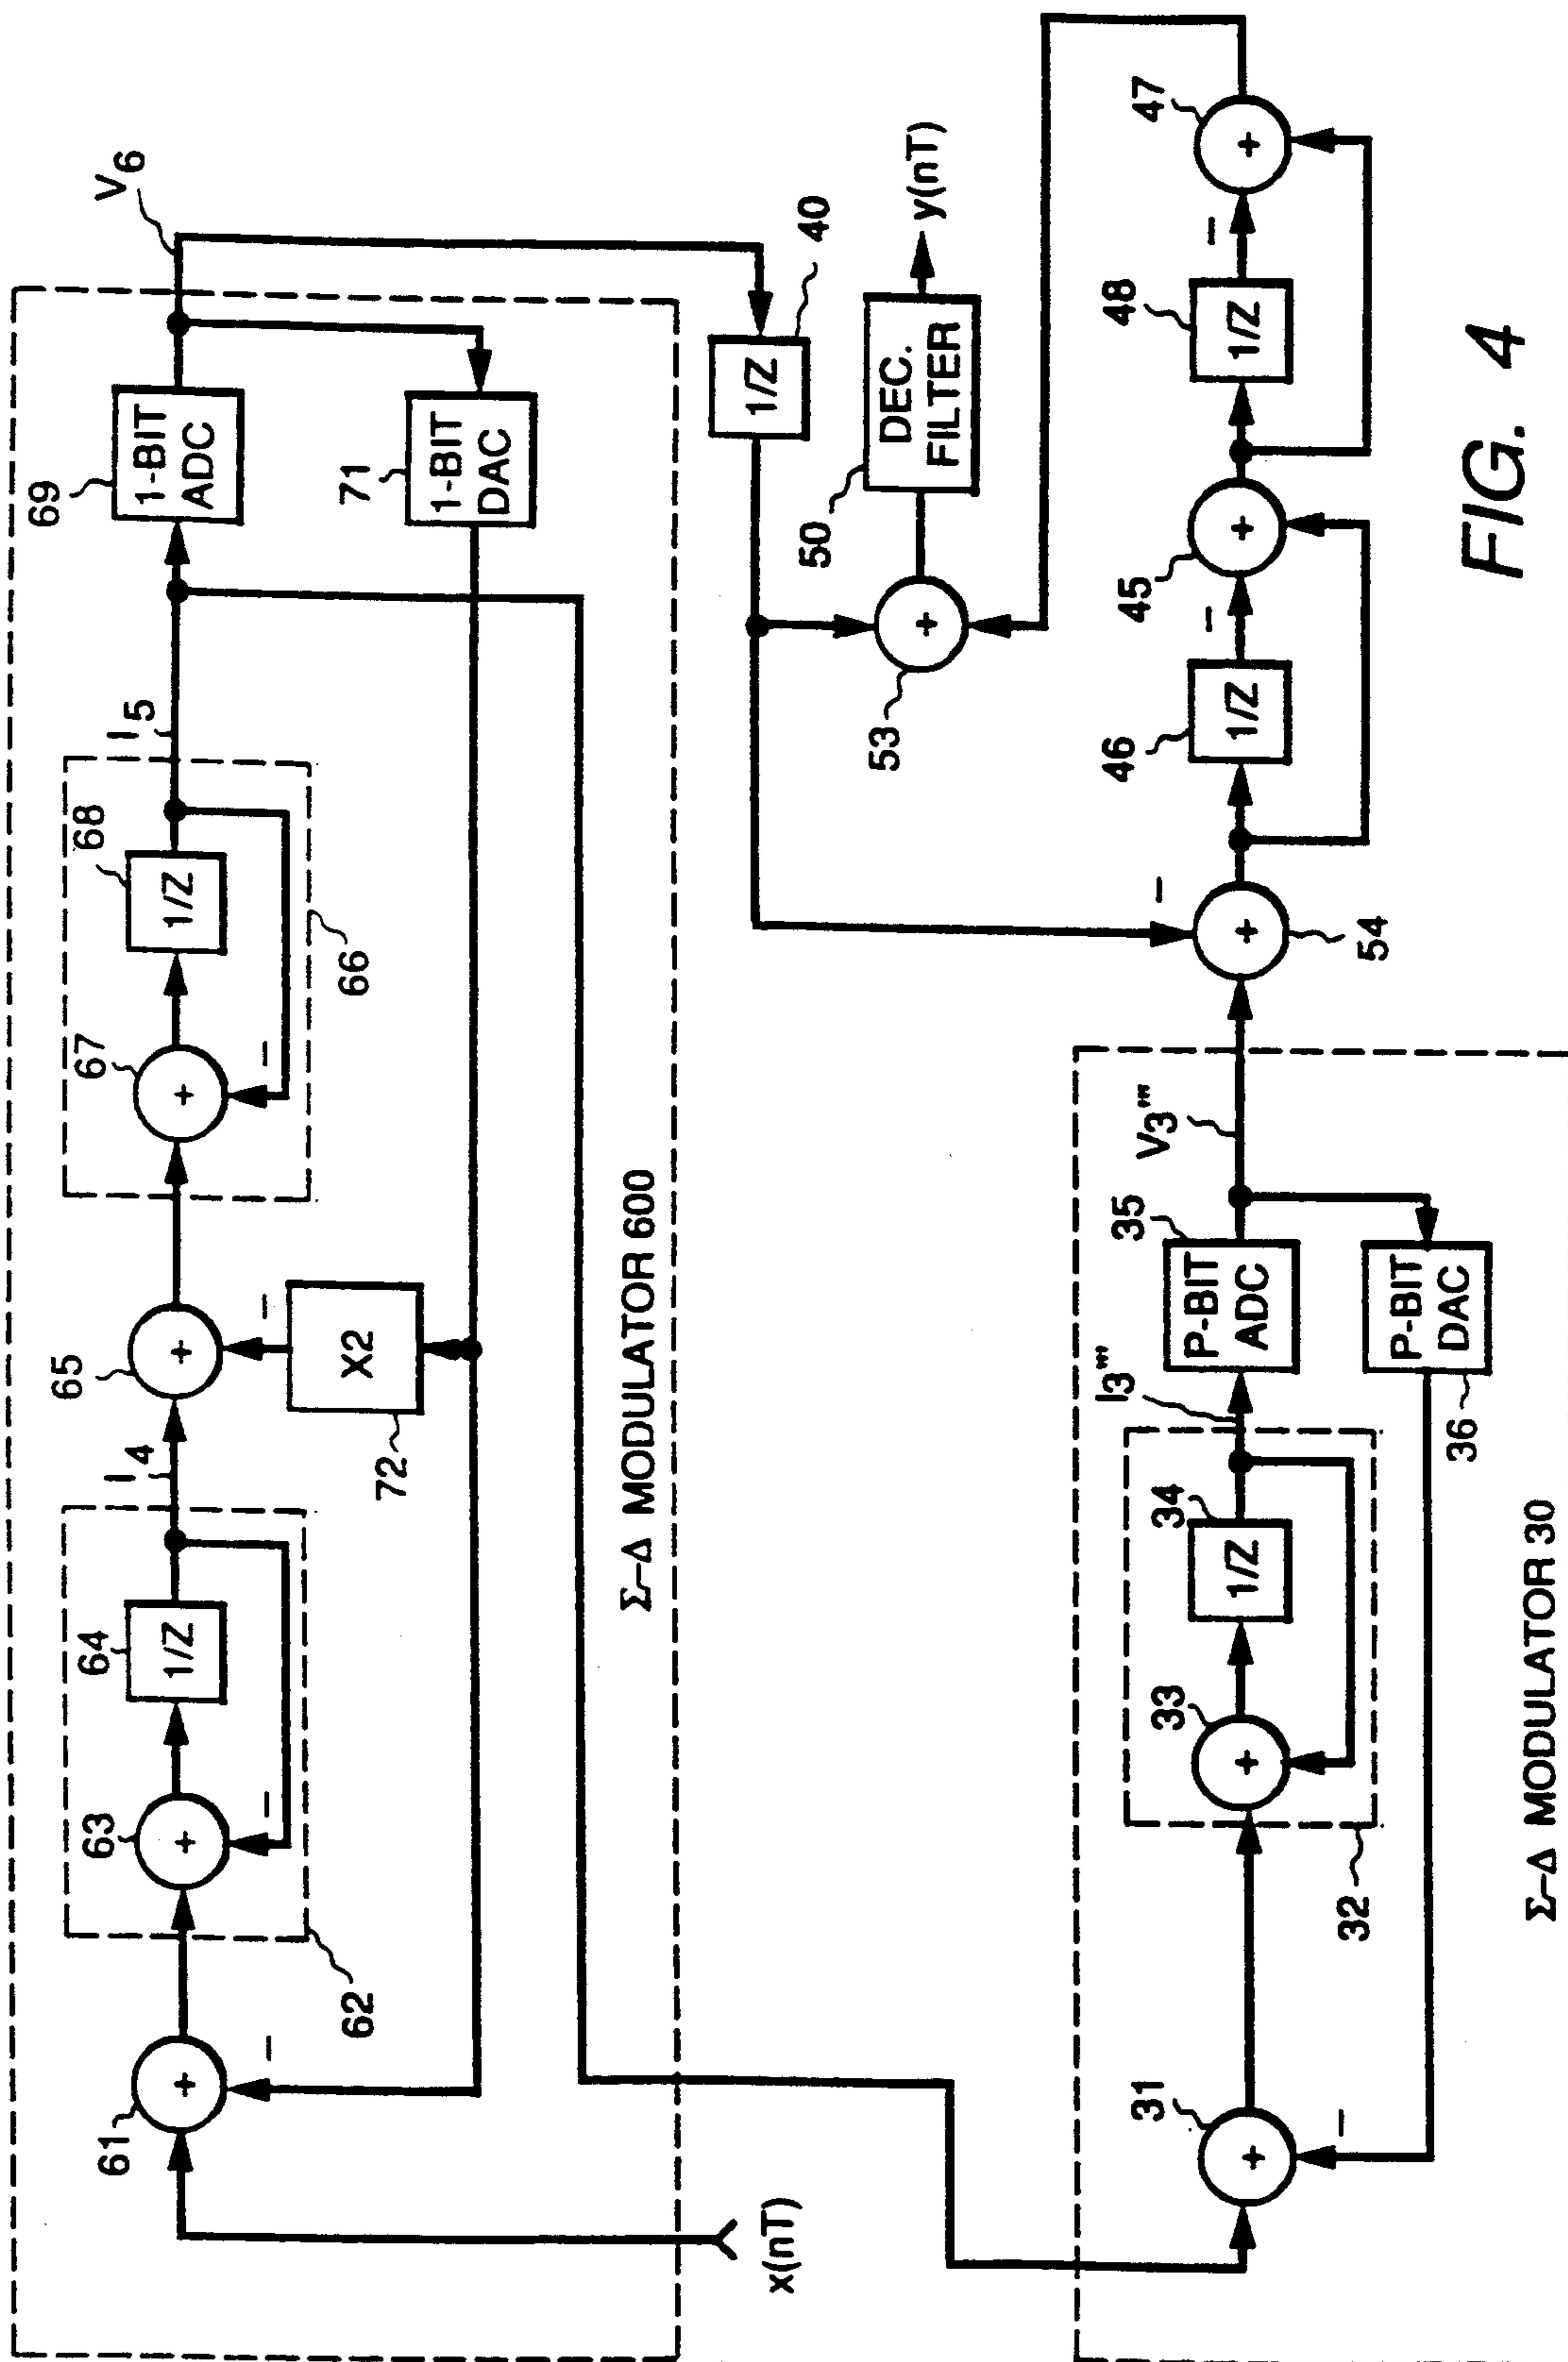 61
62
63
64
1/Z
I4
65
X2
72
67
68
1/Z
66
I5
69
1-BIT
ADC
V6
71
1-BIT
DAC
x(nT)
Σ–Δ MODULATOR 600
1/Z
40
50
DEC.
FILTER
y(nT)
53
31
32
33
34
1/Z
I3'''
35
P-BIT
ADC
V3'''
36
P-BIT
DAC
Σ–Δ MODULATOR 30
54
46
1/Z
45
48
1/Z
47
FIG. 4